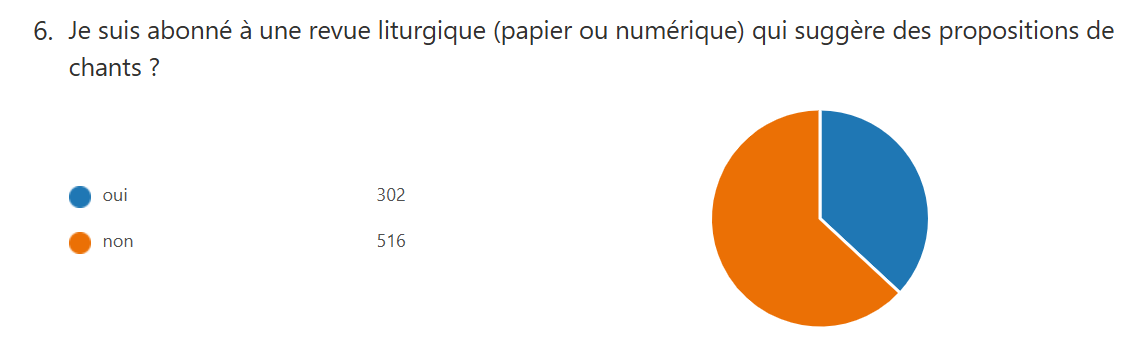 6. Je suis abonné à une revue liturgique (papier ou numérique) qui suggère des propositions de
chants ?
oui 302
non 516